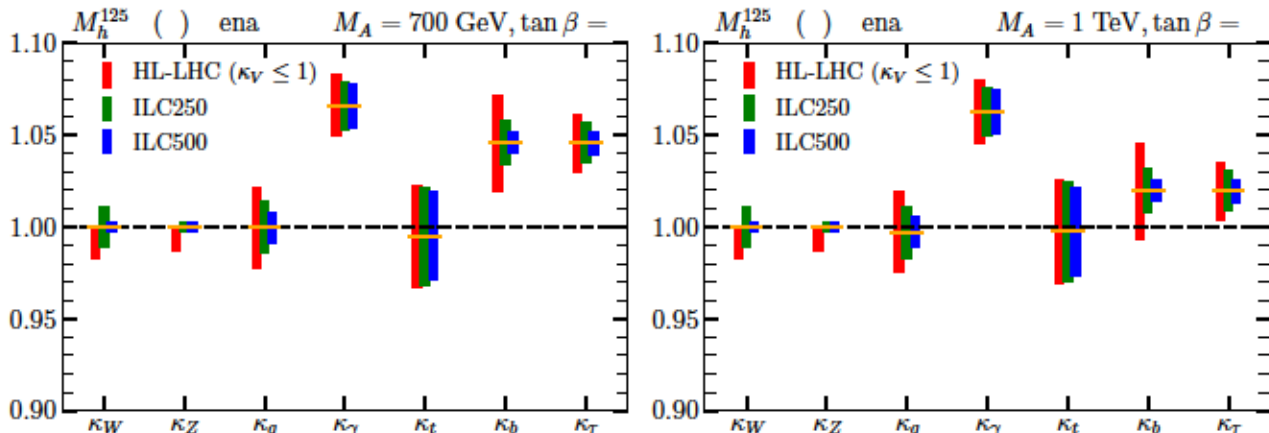 M_h^125 ( ) ena M_A = 700 GeV, tan β =
1.10
1.05
1.00
0.95
0.90
HL-LHC (κ_V ≤ 1)
ILC250
ILC500
κ_W κ_Z κ_g κ_γ κ_t κ_b κ_τ
M_h^125 ( ) ena M_A = 1 TeV, tan β =
1.10
1.05
1.00
0.95
0.90
HL-LHC (κ_V ≤ 1)
ILC250
ILC500
κ_W κ_Z κ_g κ_γ κ_t κ_b κ_τ